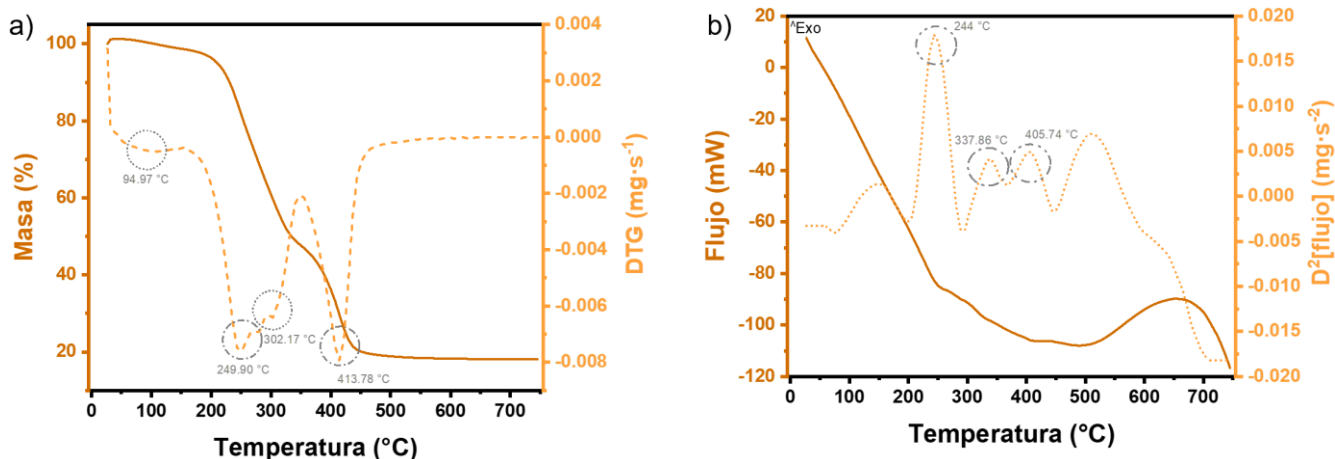 a)
100
80
60
40
20
Masa (%)
0.004
0.002
0.000
-0.002
-0.004
-0.006
-0.008
DTG (mg·s⁻¹)
94.97 °C
302.17 °C
249.90 °C
413.78 °C
0 100 200 300 400 500 600 700
Temperatura (°C)
b)
^Exo
20
0
-20
-40
-60
-80
-100
-120
Flujo (mW)
0.020
0.015
0.010
0.005
0.000
-0.005
-0.010
-0.015
-0.020
D²[flujo] (mg·s⁻²)
244 °C
337.86 °C
405.74 °C
0 100 200 300 400 500 600 700
Temperatura (°C)